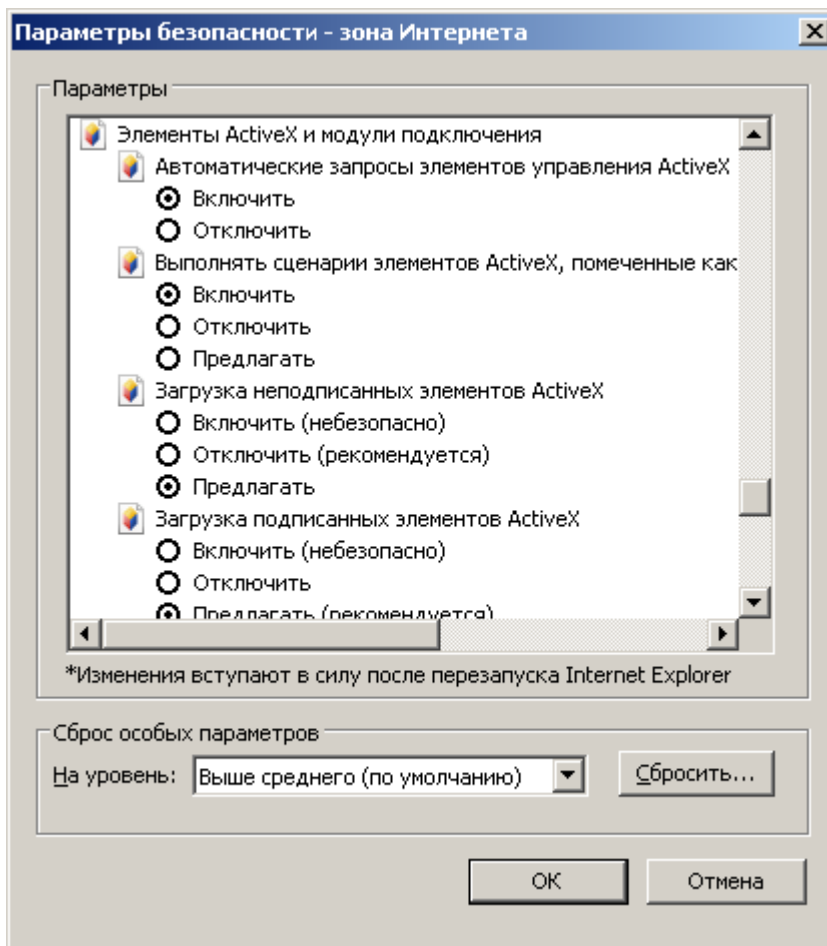 Параметры безопасности - зона Интернета
Параметры
Элементы ActiveX и модули подключения
Автоматические запросы элементов управления ActiveX
Включить
Отключить
Выполнять сценарии элементов ActiveX, помеченные как
Включить
Отключить
Предлагать
Загрузка неподписанных элементов ActiveX
Включить (небезопасно)
Отключить (рекомендуется)
Предлагать
Загрузка подписанных элементов ActiveX
Включить (небезопасно)
Отключить
Предлагать (рекомендуется)
*Изменения вступают в силу после перезапуска Internet Explorer
Сброс особых параметров
На уровень: Выше среднего (по умолчанию) Сбросить...
OK Отмена